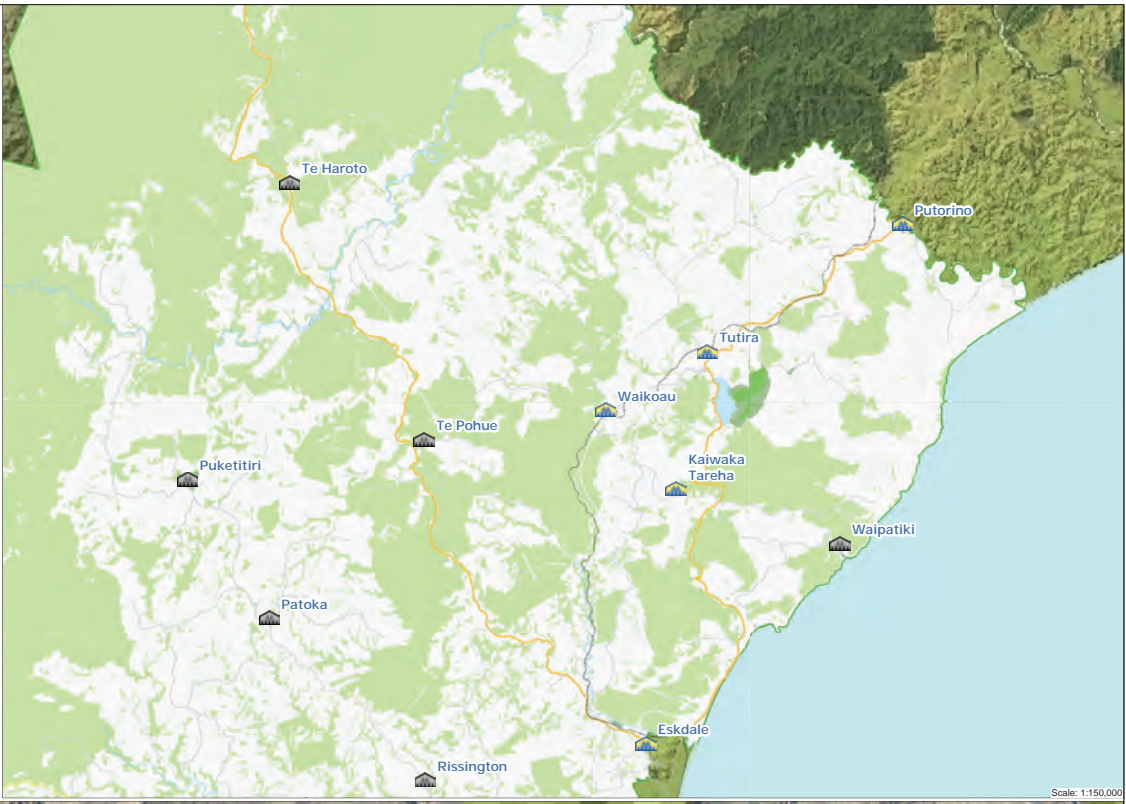 Te Haroto
Putorino
Tutira
Waikoau
Te Pohue
Kaiwaka
Tareha
Puketitiri
Waipatiki
Patoka
Eskdale
Rissington
Scale: 1:150,000